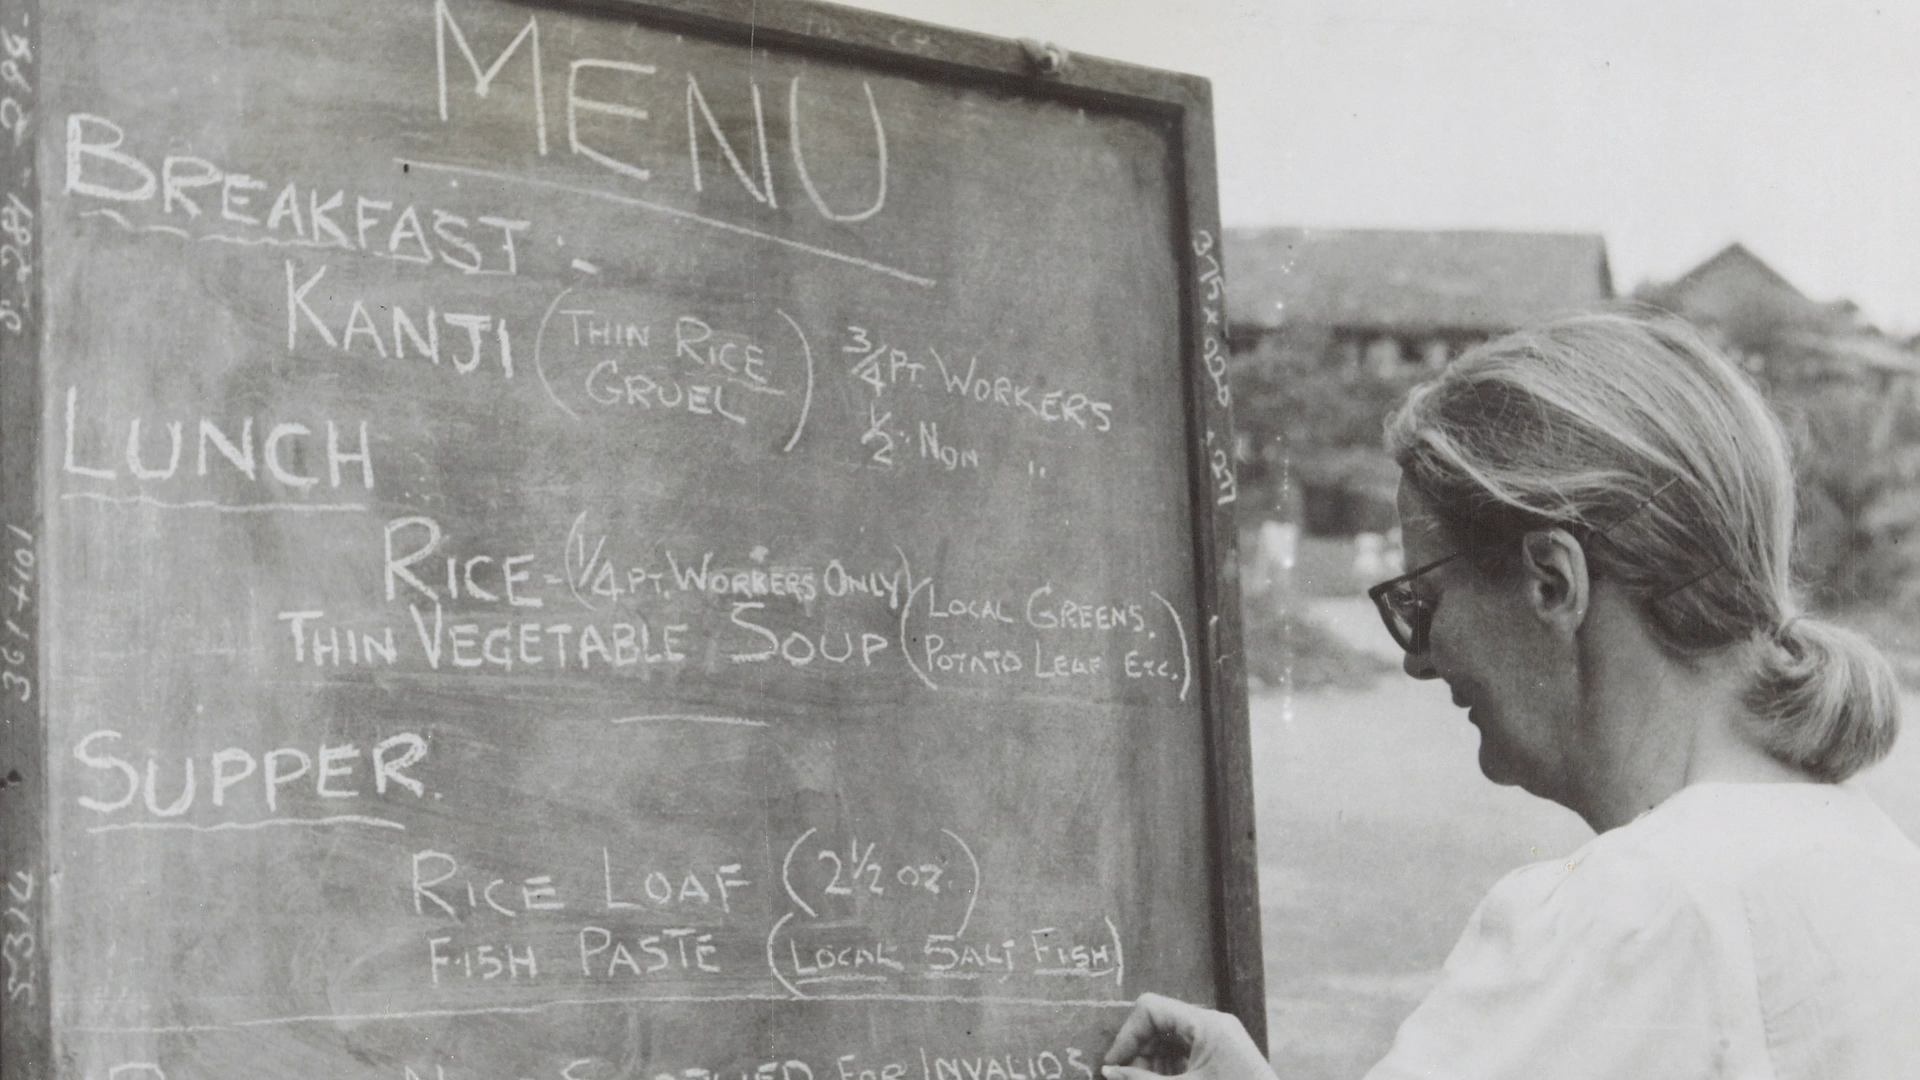 MENU
BREAKFAST:-
KANJI (THIN RICE GRUEL) 3/4 PT. WORKERS
1/2 " NON "
LUNCH
RICE - (1/4 PT. WORKERS ONLY)
THIN VEGETABLE SOUP (LOCAL GREENS, POTATO LEAF ETC.)
SUPPER.
RICE LOAF (2 1/2 OZ.)
FISH PASTE (LOCAL SALT FISH)
FOR INVALIDS